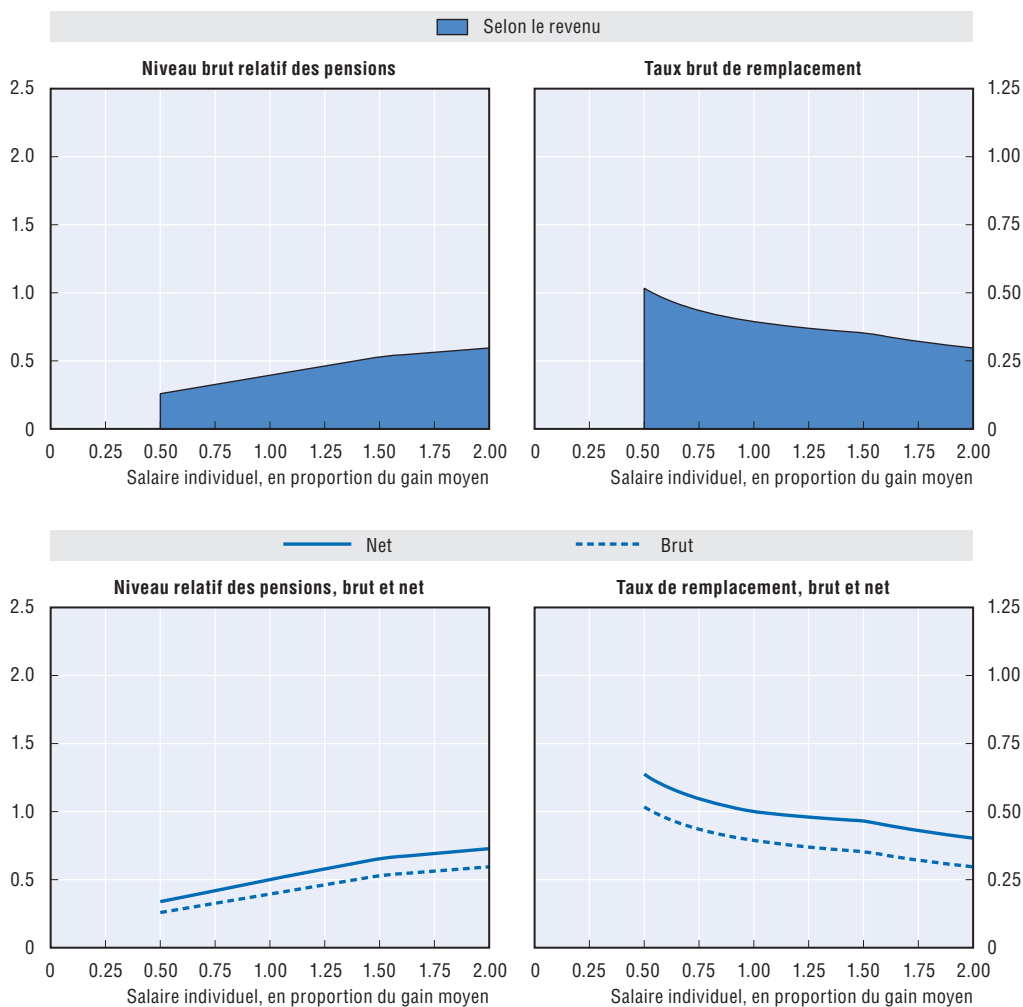 Selon le revenu
Niveau brut relatif des pensions
2.5
2.0
1.5
1.0
0.5
0
0 0.25 0.50 0.75 1.00 1.25 1.50 1.75 2.00
Salaire individuel, en proportion du gain moyen
Taux brut de remplacement
1.25
1.00
0.75
0.50
0.25
0
0 0.25 0.50 0.75 1.00 1.25 1.50 1.75 2.00
Salaire individuel, en proportion du gain moyen
Net Brut
Niveau relatif des pensions, brut et net
2.5
2.0
1.5
1.0
0.5
0
0 0.25 0.50 0.75 1.00 1.25 1.50 1.75 2.00
Salaire individuel, en proportion du gain moyen
Taux de remplacement, brut et net
1.25
1.00
0.75
0.50
0.25
0
0 0.25 0.50 0.75 1.00 1.25 1.50 1.75 2.00
Salaire individuel, en proportion du gain moyen